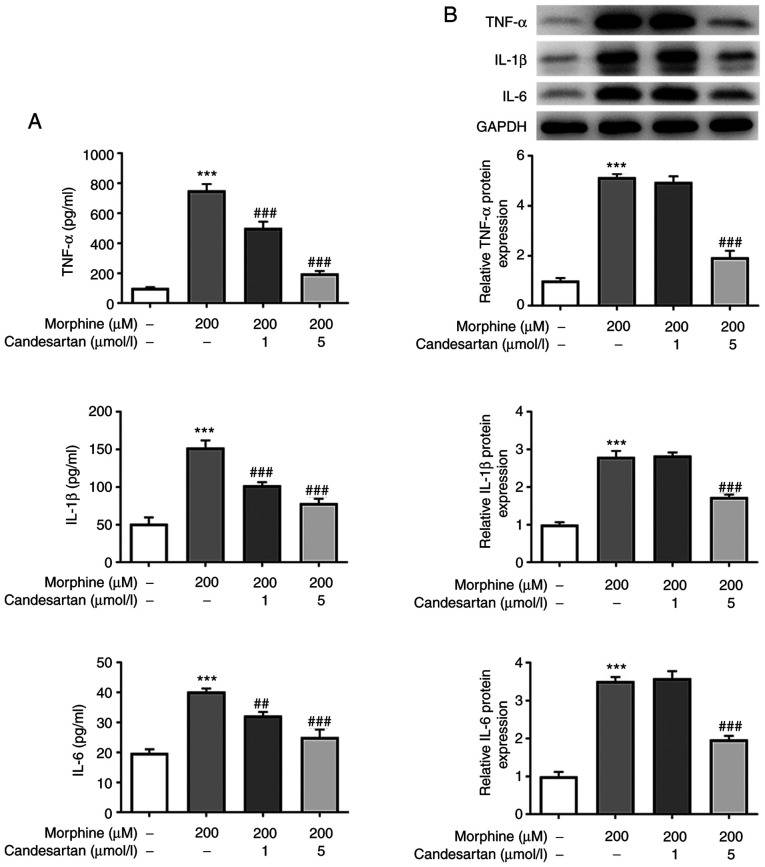 A
TNF-α (pg/ml)
1000
800
600
400
200
0
***
###
###
Morphine (μM) – 200 200 200
Candesartan (μmol/l) – – 1 5
IL-1β (pg/ml)
200
150
100
50
0
***
###
###
Morphine (μM) – 200 200 200
Candesartan (μmol/l) – – 1 5
IL-6 (pg/ml)
50
40
30
20
10
0
***
##
###
Morphine (μM) – 200 200 200
Candesartan (μmol/l) – – 1 5
B
TNF-α
IL-1β
IL-6
GAPDH
Relative TNF-α protein
expression
6
4
2
0
***
###
Morphine (μM) – 200 200 200
Candesartan (μmol/l) – – 1 5
Relative IL-1β protein
expression
4
3
2
1
0
***
###
Morphine (μM) – 200 200 200
Candesartan (μmol/l) – – 1 5
Relative IL-6 protein
expression
4
3
2
1
0
***
###
Morphine (μM) – 200 200 200
Candesartan (μmol/l) – – 1 5